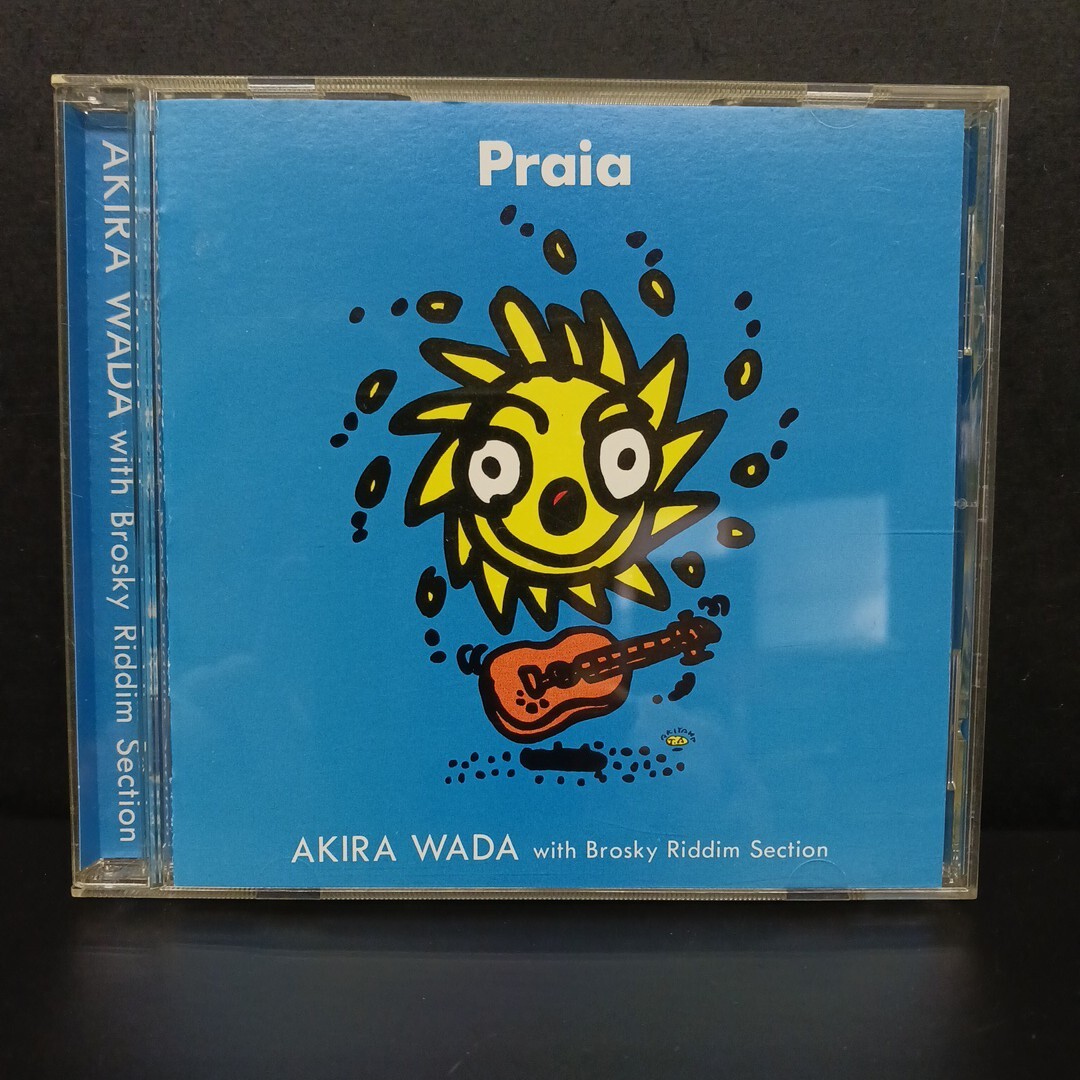 Praia
AKIRA WADA with Brosky Riddim Section
AKIRA WADA with Brosky Riddim Section